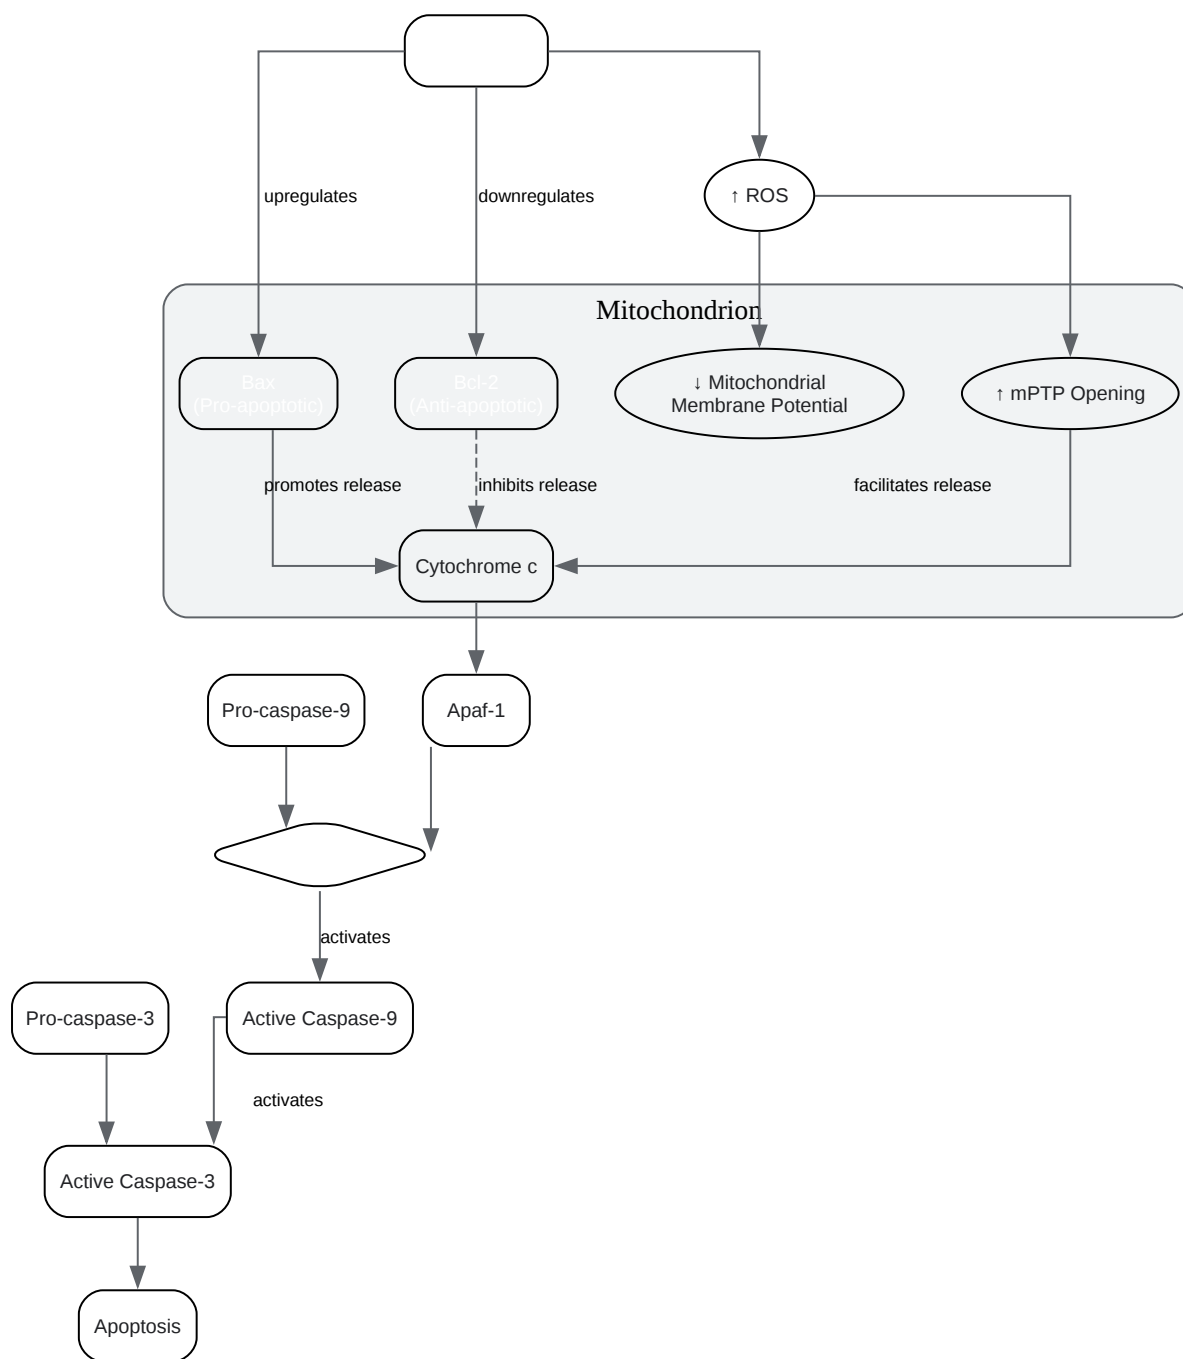 upregulates
downregulates
↑ ROS
Mitochondrion
Bax
(Pro-apoptotic)
Bcl-2
(Anti-apoptotic)
↓ Mitochondrial
Membrane Potential
↑ mPTP Opening
promotes release
inhibits release
facilitates release
Cytochrome c
Pro-caspase-9
Apaf-1
activates
Pro-caspase-3
Active Caspase-9
activates
Active Caspase-3
Apoptosis